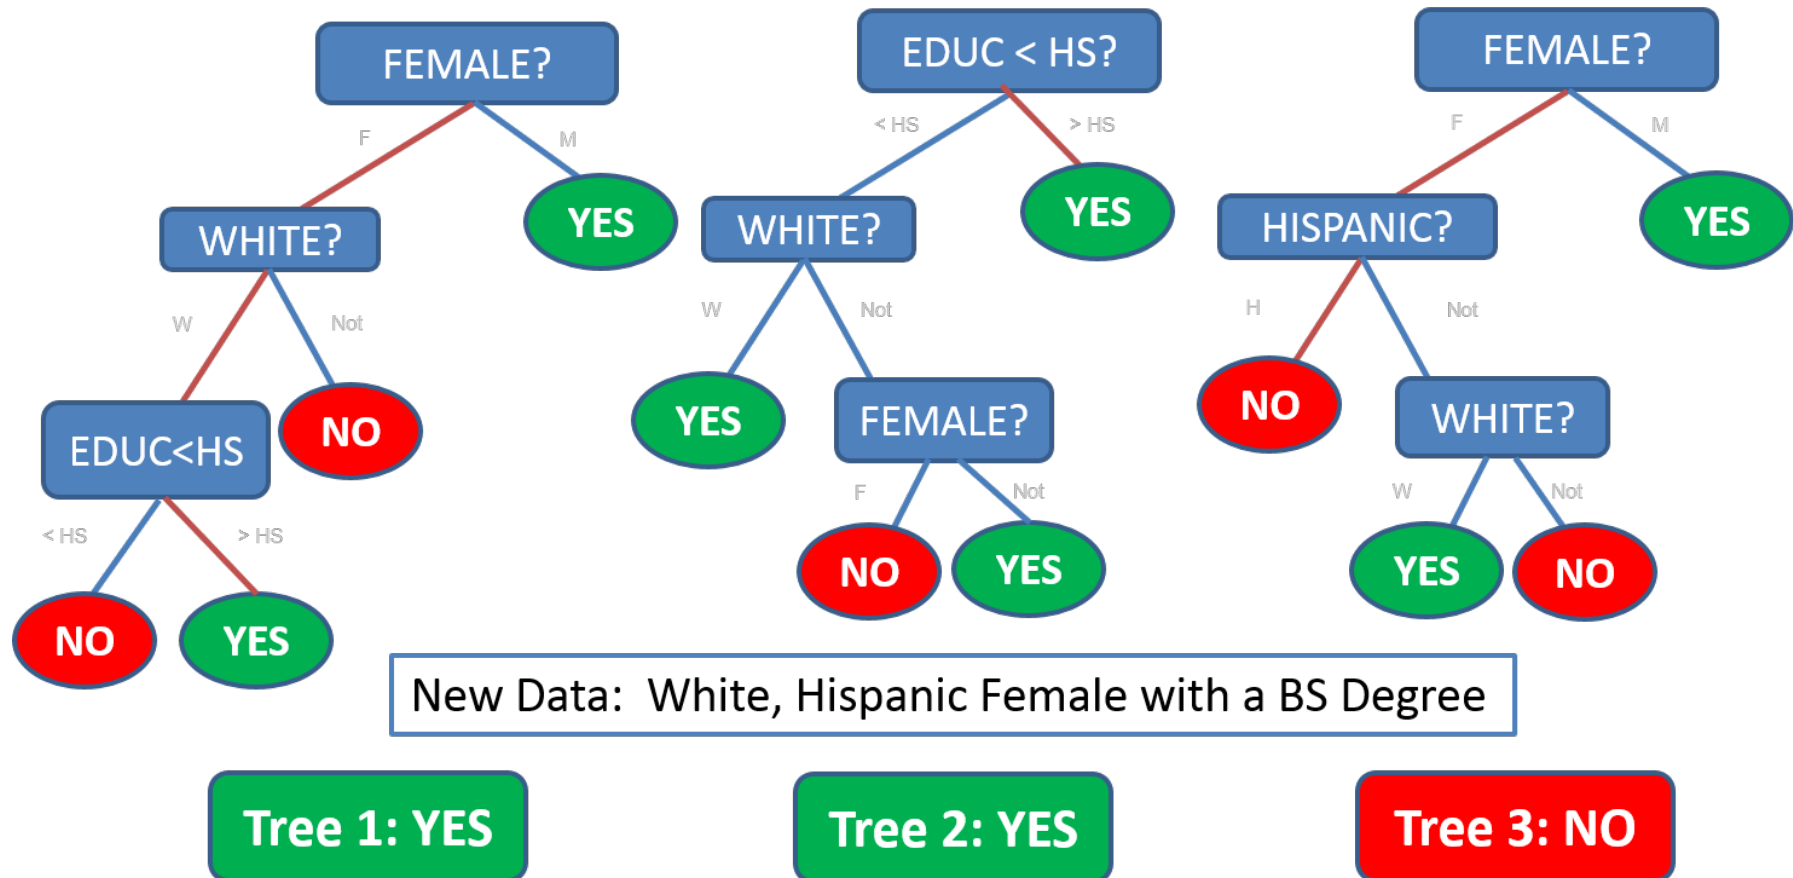 FEMALE?
F
M
YES
WHITE?
W
Not
NO
EDUC<HS
< HS
> HS
NO
YES
EDUC < HS?
< HS
> HS
YES
WHITE?
W
Not
YES
FEMALE?
F
Not
NO
YES
FEMALE?
F
M
YES
HISPANIC?
H
Not
NO
WHITE?
W
Not
YES
NO
New Data:  White, Hispanic Female with a BS Degree
Tree 1: YES
Tree 2: YES
Tree 3: NO